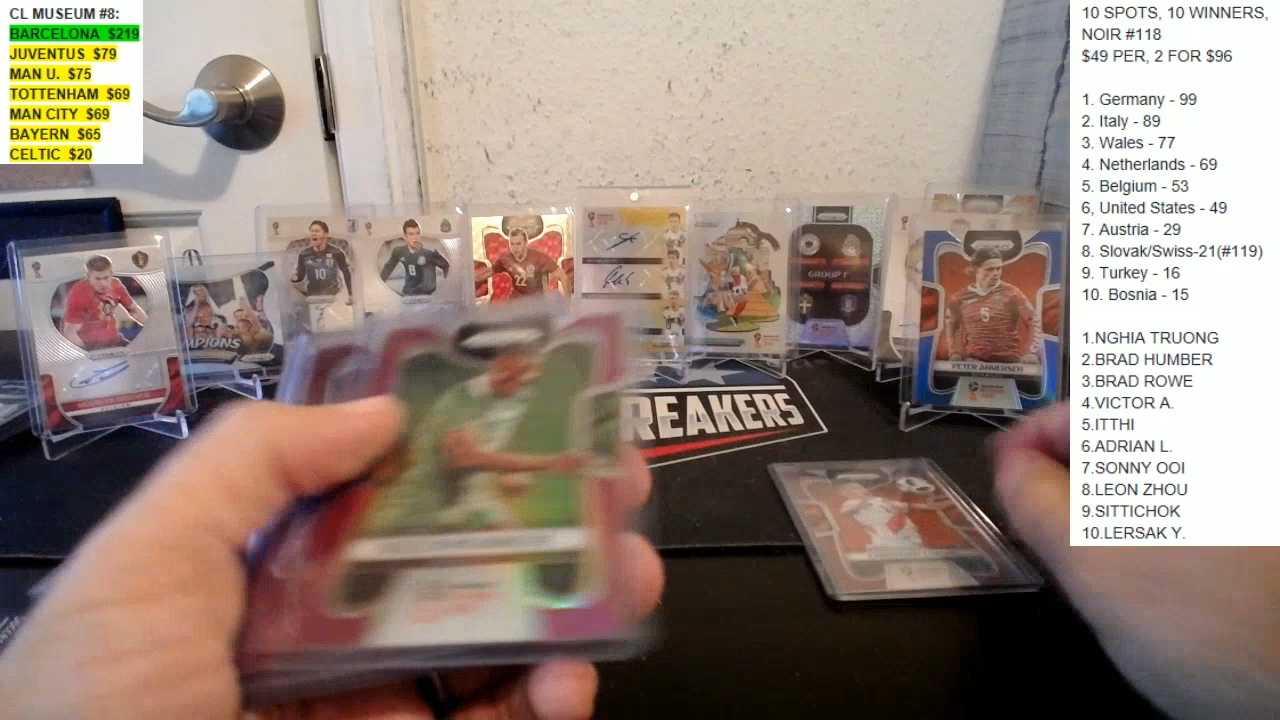 CL MUSEUM #8:
BARCELONA $219
JUVENTUS $79
MAN U. $75
TOTTENHAM $69
MAN CITY $69
BAYERN $65
CELTIC $20
10 SPOTS, 10 WINNERS,
NOIR #118
$49 PER, 2 FOR $96
1. Germany - 99
2. Italy - 89
3. Wales - 77
4. Netherlands - 69
5. Belgium - 53
6, United States - 49
7. Austria - 29
8. Slovak/Swiss-21(#119)
9. Turkey - 16
10. Bosnia - 15
1.NGHIA TRUONG
2.BRAD HUMBER
3.BRAD ROWE
4.VICTOR A.
5.ITTHI
6.ADRIAN L.
7.SONNY OOI
8.LEON ZHOU
9.SITTICHOK
10.LERSAK Y.
10
8
22
GROUP F
5
PETER ANKERSEN
REAKERS